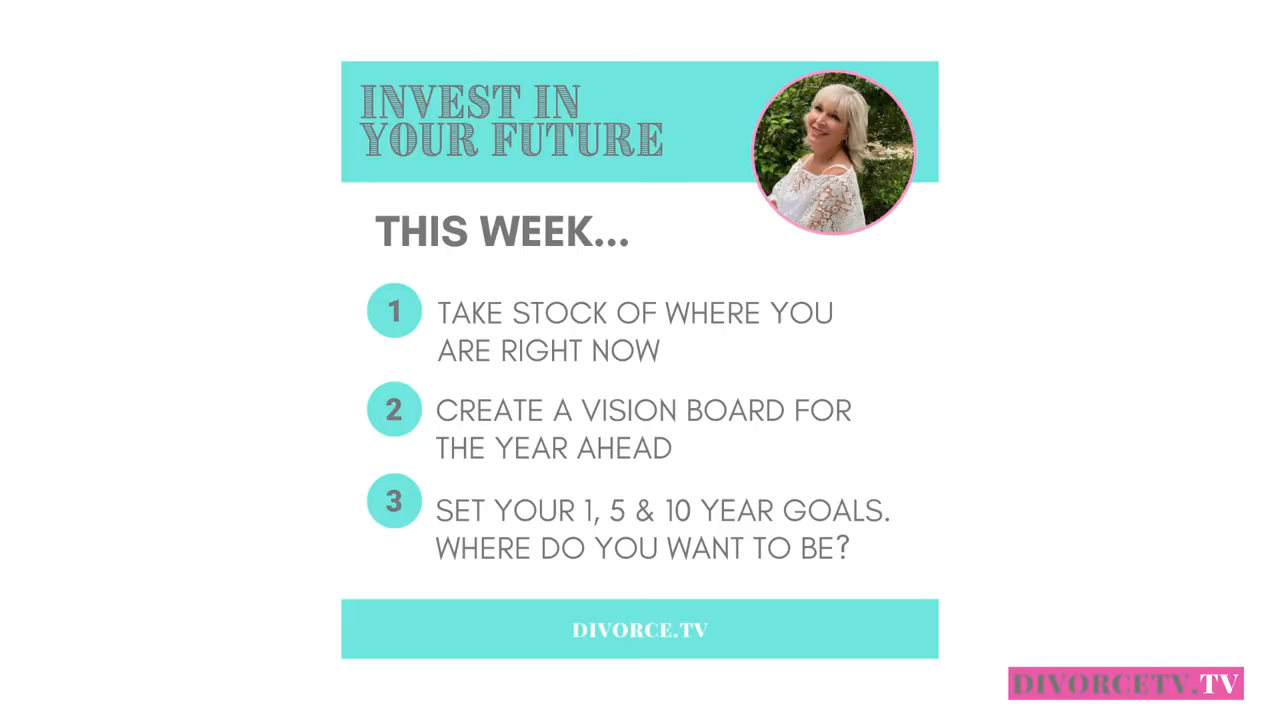 INVEST IN
YOUR FUTURE
THIS WEEK...
1 TAKE STOCK OF WHERE YOU
ARE RIGHT NOW
2 CREATE A VISION BOARD FOR
THE YEAR AHEAD
3 SET YOUR 1, 5 & 10 YEAR GOALS.
WHERE DO YOU WANT TO BE?
DIVORCE.TV
DIVORCETV.TV